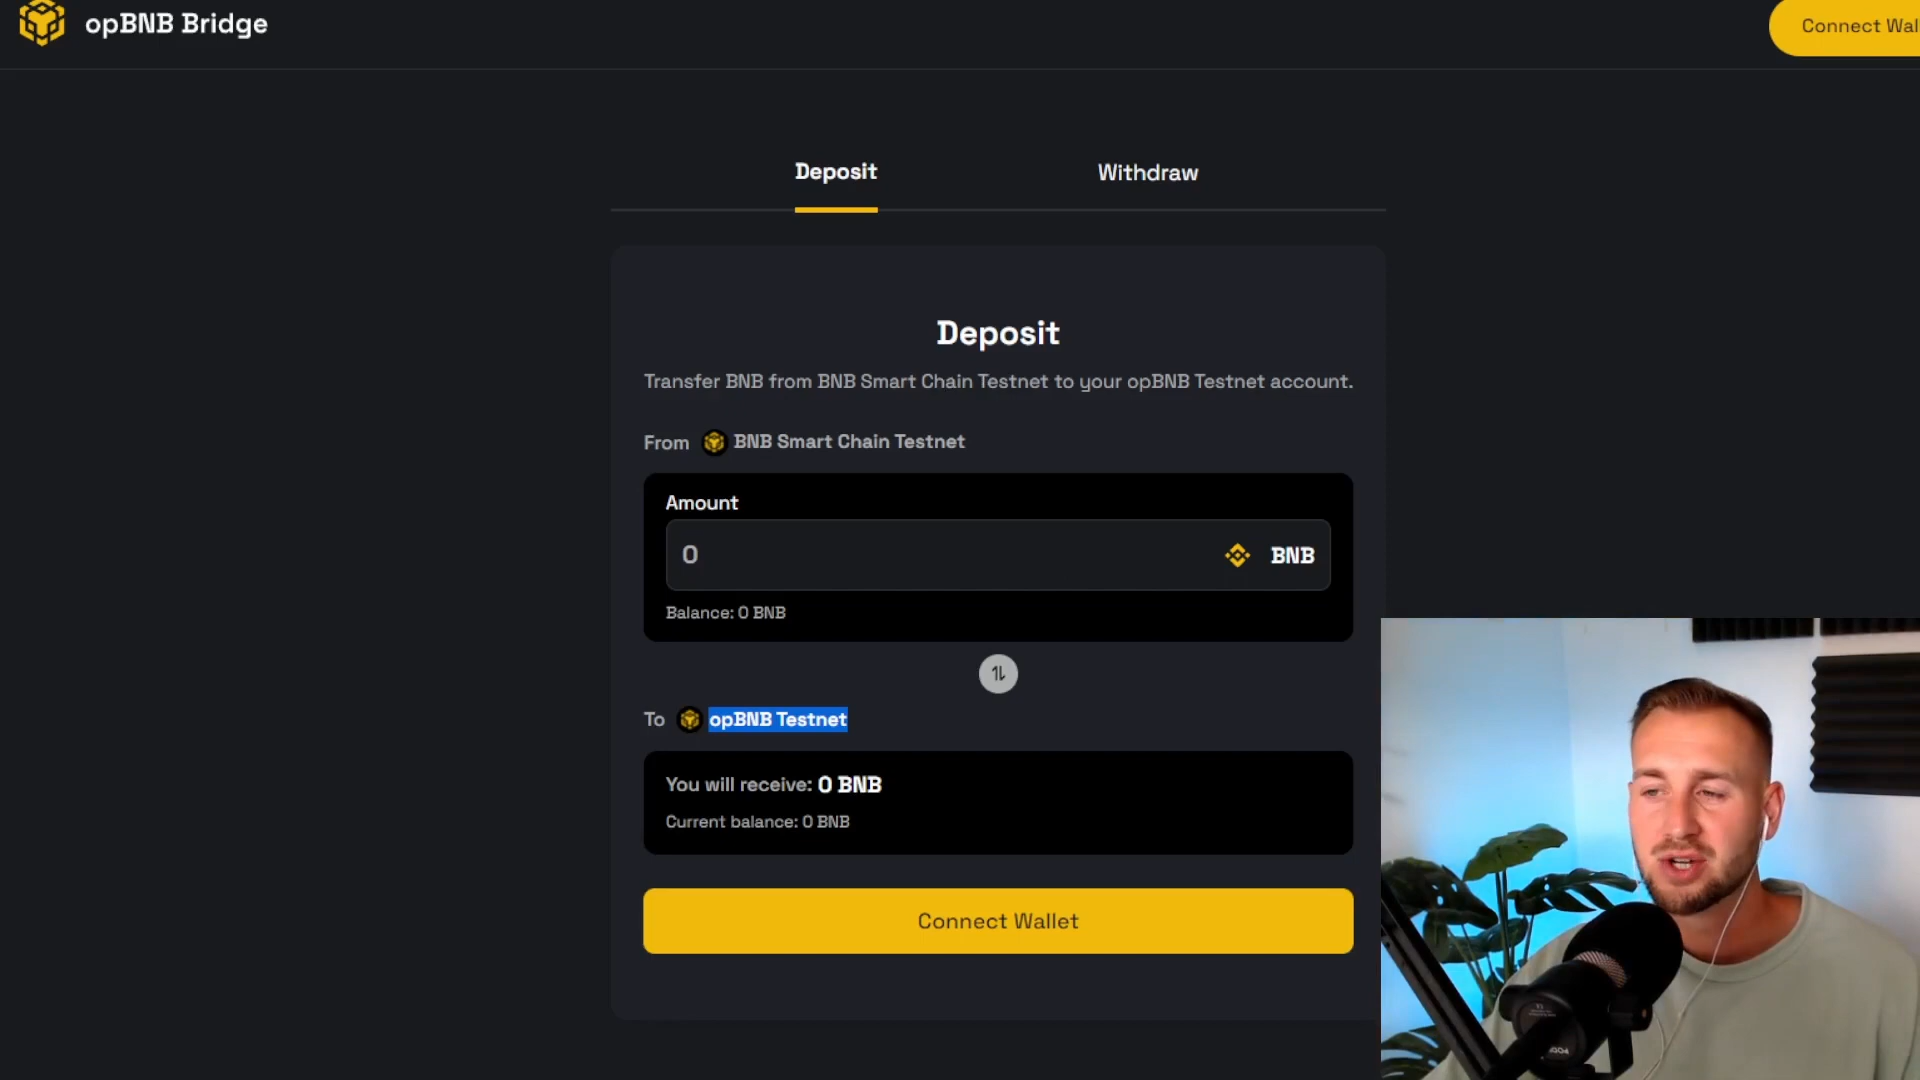 opBNB Bridge
Connect Wal
Deposit
Withdraw
Deposit
Transfer BNB from BNB Smart Chain Testnet to your opBNB Testnet account.
From BNB Smart Chain Testnet
Amount
0 BNB
Balance: 0 BNB
To opBNB Testnet
You will receive: 0 BNB
Current balance: 0 BNB
Connect Wallet